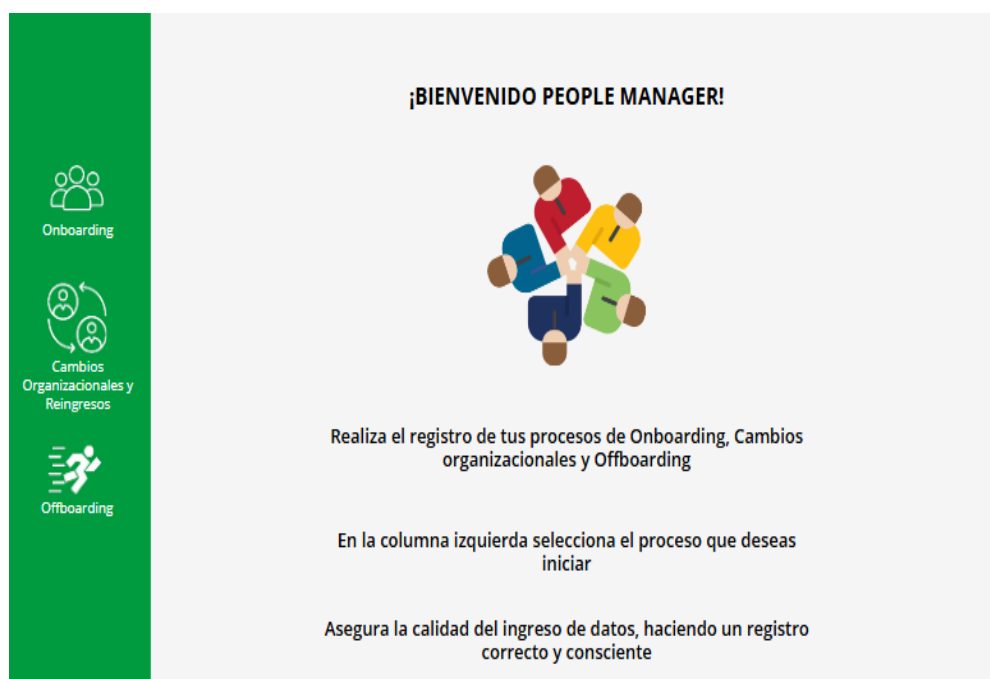 ¡BIENVENIDO PEOPLE MANAGER!
Onboarding
Cambios
Organizacionales y
Reingresos
Offboarding
Realiza el registro de tus procesos de Onboarding, Cambios
organizacionales y Offboarding
En la columna izquierda selecciona el proceso que deseas
iniciar
Asegura la calidad del ingreso de datos, haciendo un registro
correcto y consciente